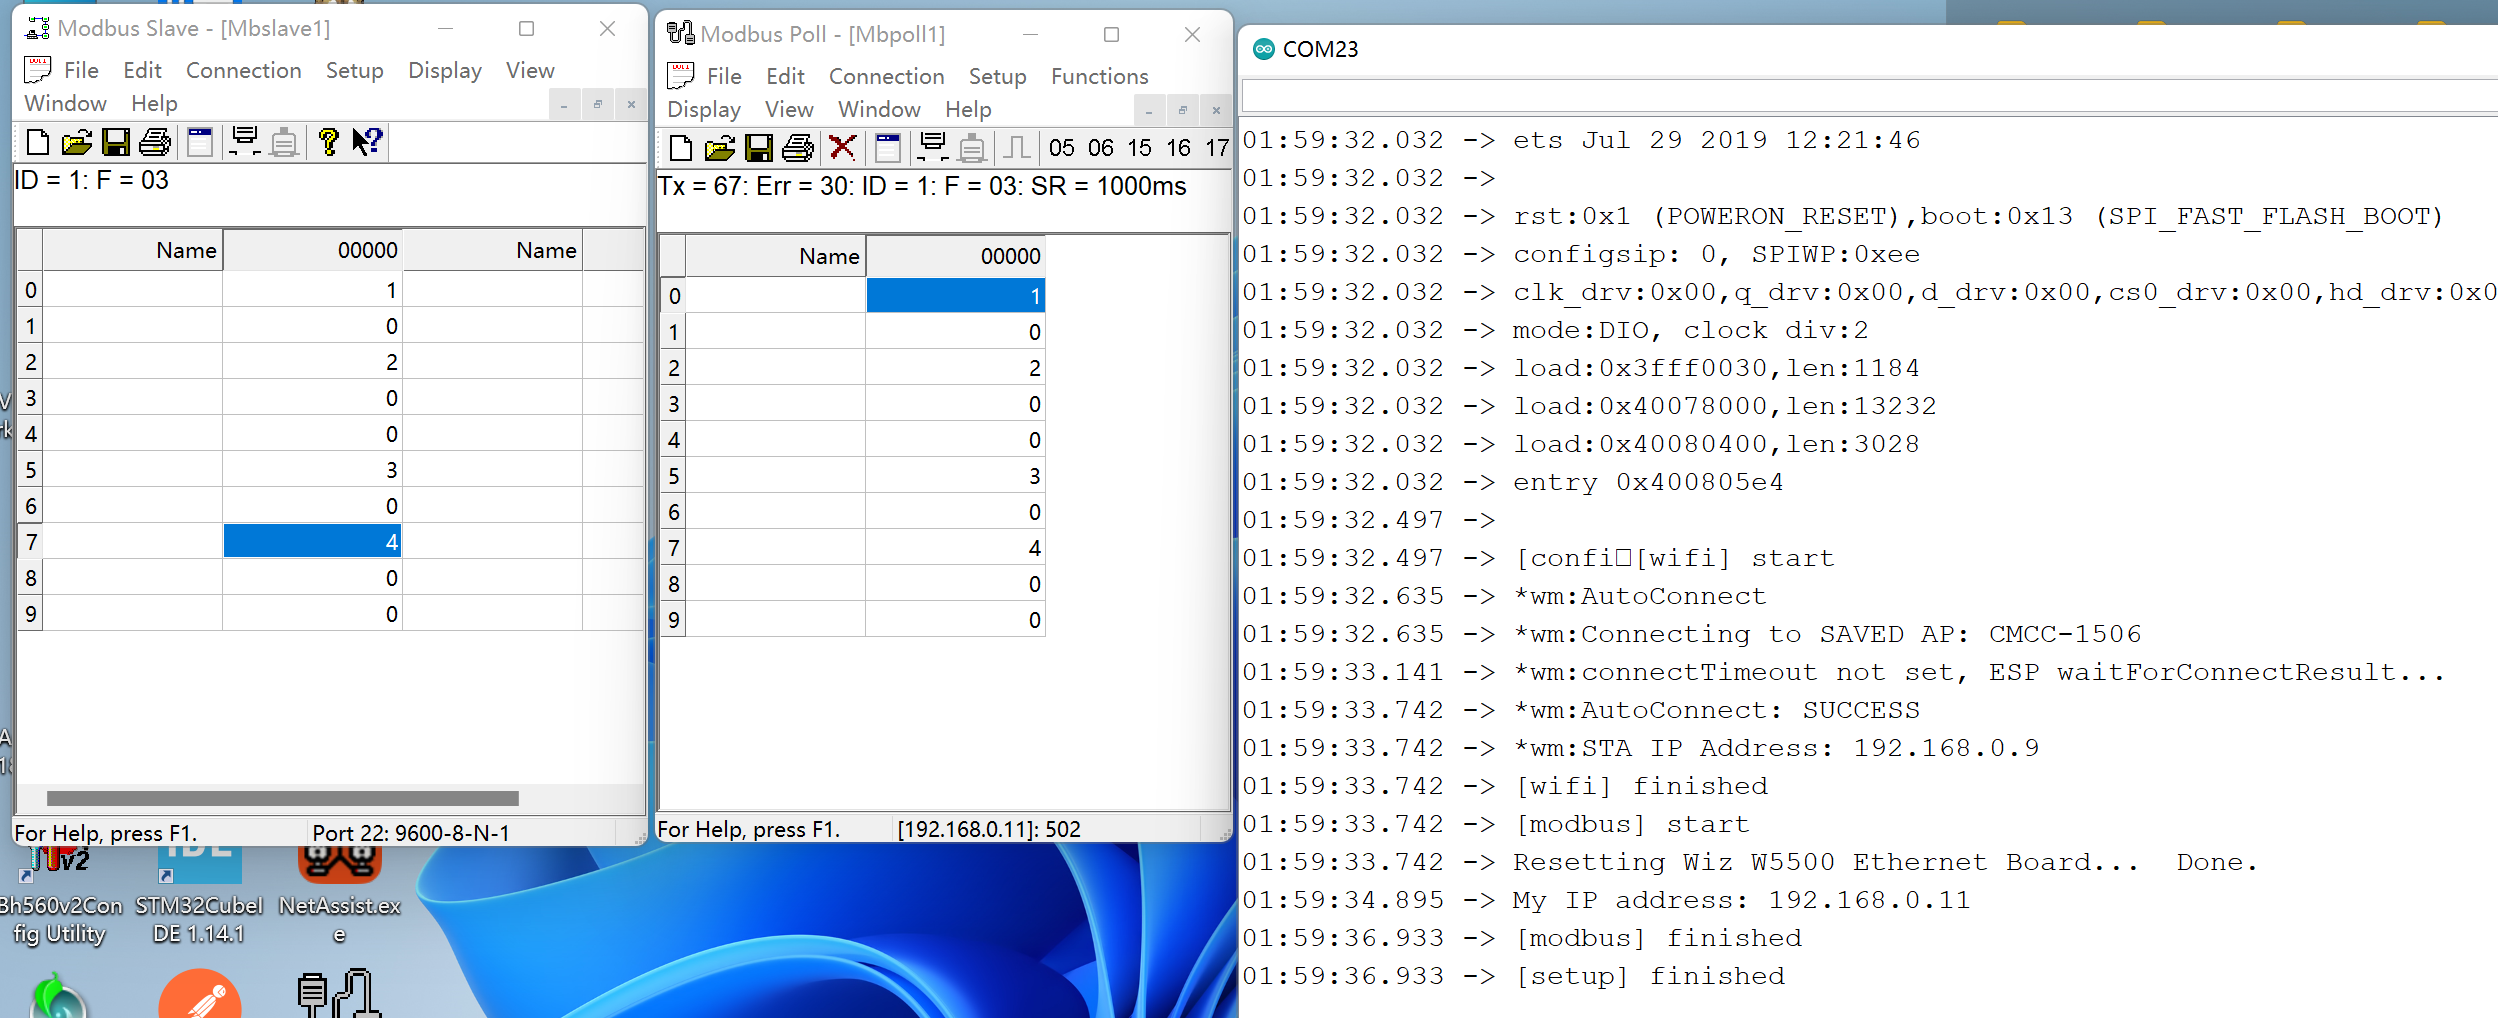 Modbus Slave - [Mbslave1]
File Edit Connection Setup Display View
Window Help
ID = 1: F = 03
Name 00000 Name
0 1
1 0
2 2
3 0
4 0
5 3
6 0
7 4
8 0
9 0
For Help, press F1. Port 22: 9600-8-N-1
Modbus Poll - [Mbpoll1]
File Edit Connection Setup Functions
Display View Window Help
05 06 15 16 17
Tx = 67: Err = 30: ID = 1: F = 03: SR = 1000ms
Name 00000
0 1
1 0
2 2
3 0
4 0
5 3
6 0
7 4
8 0
9 0
For Help, press F1. [192.168.0.11]: 502
COM23
01:59:32.032 -> ets Jul 29 2019 12:21:46
01:59:32.032 ->
01:59:32.032 -> rst:0x1 (POWERON_RESET),boot:0x13 (SPI_FAST_FLASH_BOOT)
01:59:32.032 -> configsip: 0, SPIWP:0xee
01:59:32.032 -> clk_drv:0x00,q_drv:0x00,d_drv:0x00,cs0_drv:0x00,hd_drv:0x0
01:59:32.032 -> mode:DIO, clock div:2
01:59:32.032 -> load:0x3fff0030,len:1184
01:59:32.032 -> load:0x40078000,len:13232
01:59:32.032 -> load:0x40080400,len:3028
01:59:32.032 -> entry 0x400805e4
01:59:32.497 ->
01:59:32.497 -> [confi□[wifi] start
01:59:32.635 -> *wm:AutoConnect
01:59:32.635 -> *wm:Connecting to SAVED AP: CMCC-1506
01:59:33.141 -> *wm:connectTimeout not set, ESP waitForConnectResult...
01:59:33.742 -> *wm:AutoConnect: SUCCESS
01:59:33.742 -> *wm:STA IP Address: 192.168.0.9
01:59:33.742 -> [wifi] finished
01:59:33.742 -> [modbus] start
01:59:33.742 -> Resetting Wiz W5500 Ethernet Board...  Done.
01:59:34.895 -> My IP address: 192.168.0.11
01:59:36.933 -> [modbus] finished
01:59:36.933 -> [setup] finished
v2
IDE
Bh560v2Con
fig Utility
STM32CubeI
DE 1.14.1
NetAssist.ex
e